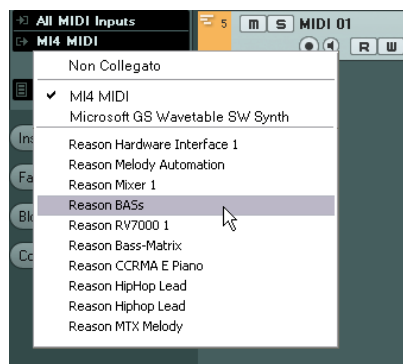 All MIDI Inputs
5 m S MIDI 01
MI4 MIDI
R W
Non Collegato
MI4 MIDI
Microsoft GS Wavetable SW Synth
Reason Hardware Interface 1
Reason Melody Automation
Reason Mixer 1
Reason BASs
Reason RV7000 1
Reason Bass-Matrix
Reason CCRMA E Piano
Reason HipHop Lead
Reason Hiphop Lead
Reason MTX Melody